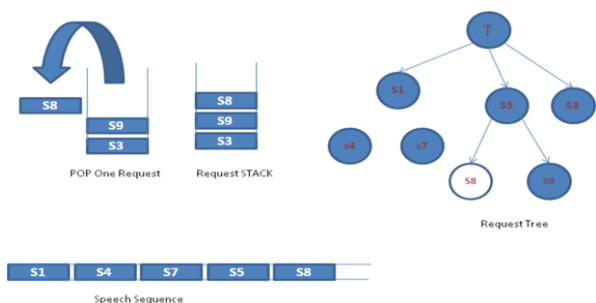 S8
S9
S3
POP One Request
S8
S9
S3
Request STACK
T
S1
S5
S3
s4
s7
S8
S9
Request Tree
S1 S4 S7 S5 S8
Speech Sequence